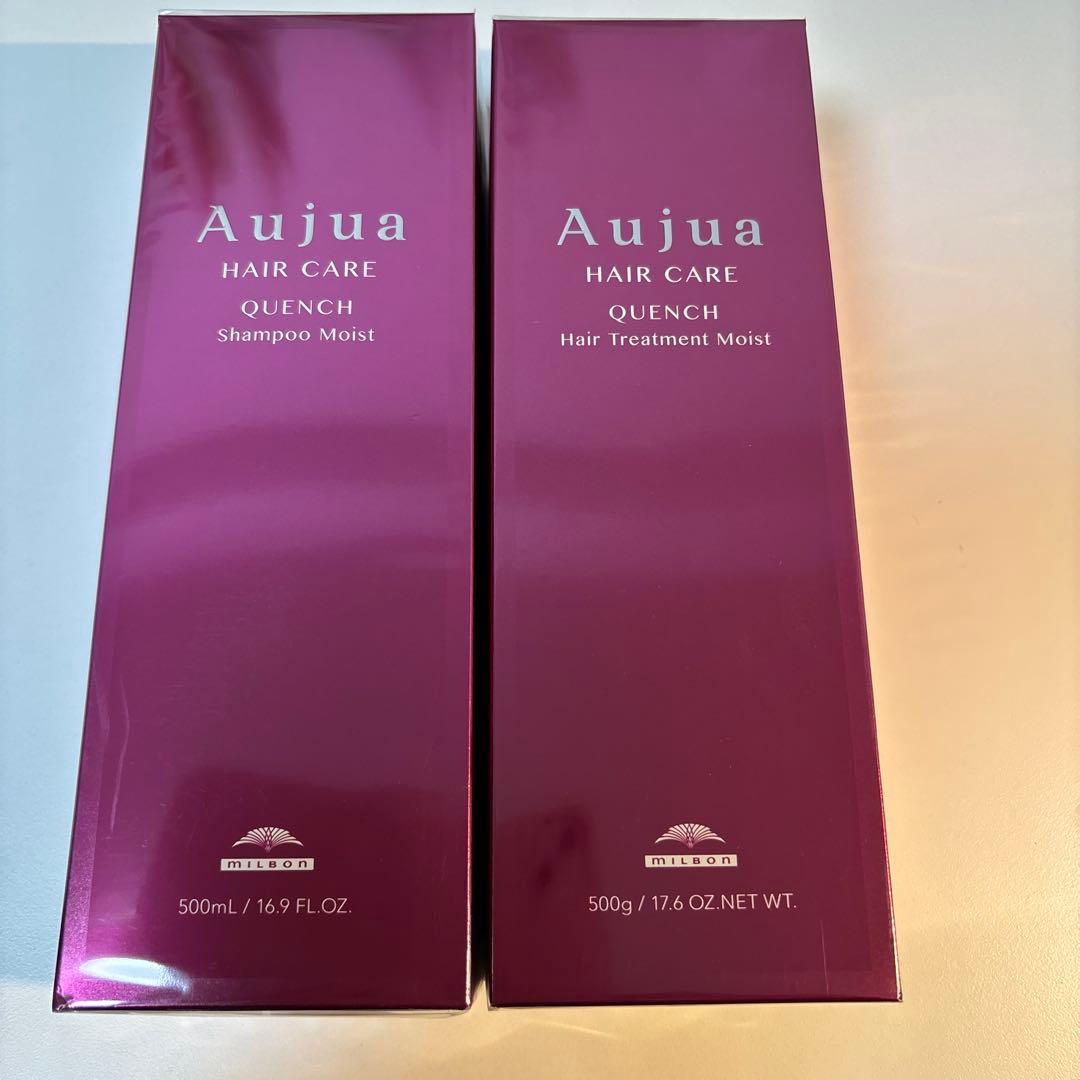 Aujua
HAIR CARE
QUENCH
Shampoo Moist
MILBON
500mL / 16.9 FL.OZ.
Aujua
HAIR CARE
QUENCH
Hair Treatment Moist
MILBON
500g / 17.6 OZ.NET WT.